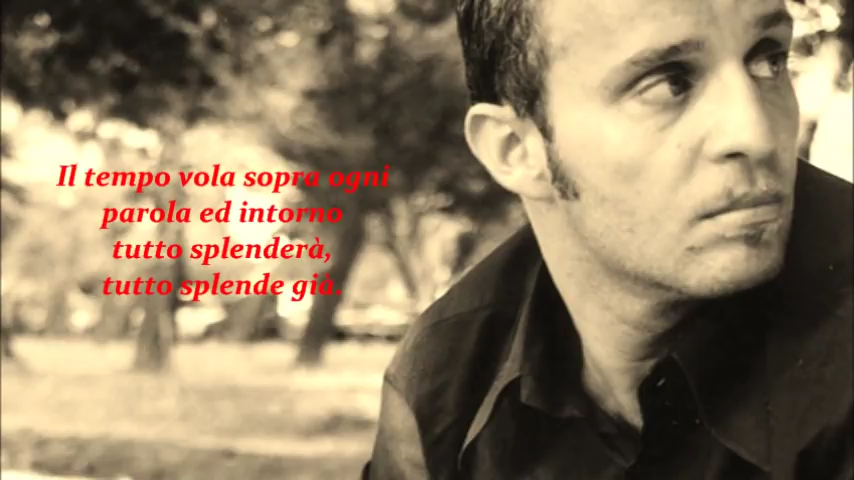 Il tempo vola sopra ogni
parola ed intorno
tutto splenderà,
tutto splende già.